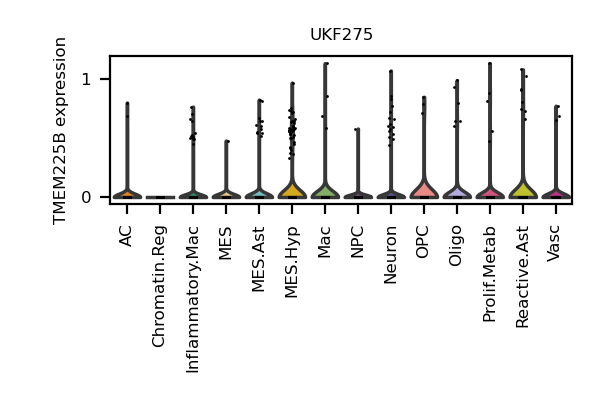 UKF275
TMEM225B expression
1
0
AC
Chromatin.Reg
Inflammatory.Mac
MES
MES.Ast
MES.Hyp
Mac
NPC
Neuron
OPC
Oligo
Prolif.Metab
Reactive.Ast
Vasc